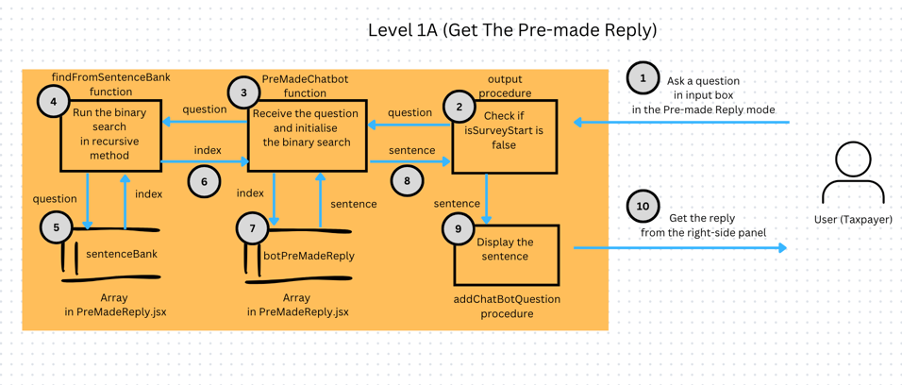 Level 1A (Get The Pre-made Reply)
findFromSentenceBank
function
4
Run the binary
search
in recursive
method
question
index
6
PreMadeChatbot
function
3
Receive the question
and initialise
the binary search
question
sentence
8
output
procedure
2
Check if
isSurveyStart is
false
1
Ask a question
in input box
in the Pre-made Reply mode
question
index
5
sentenceBank
Array
in PreMadeReply.jsx
index
sentence
7
botPreMadeReply
Array
in PreMadeReply.jsx
sentence
9
Display the
sentence
addChatBotQuestion
procedure
10
Get the reply
from the right-side panel
User (Taxpayer)